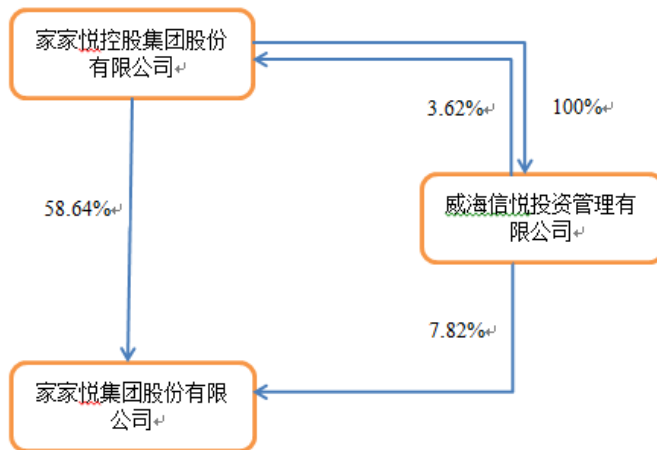 家家悦控股集团股份
有限公司↵
3.62%↵
100%↵
58.64%↵
威海信悦投资管理有
限公司↵
7.82%↵
家家悦集团股份有限
公司↵